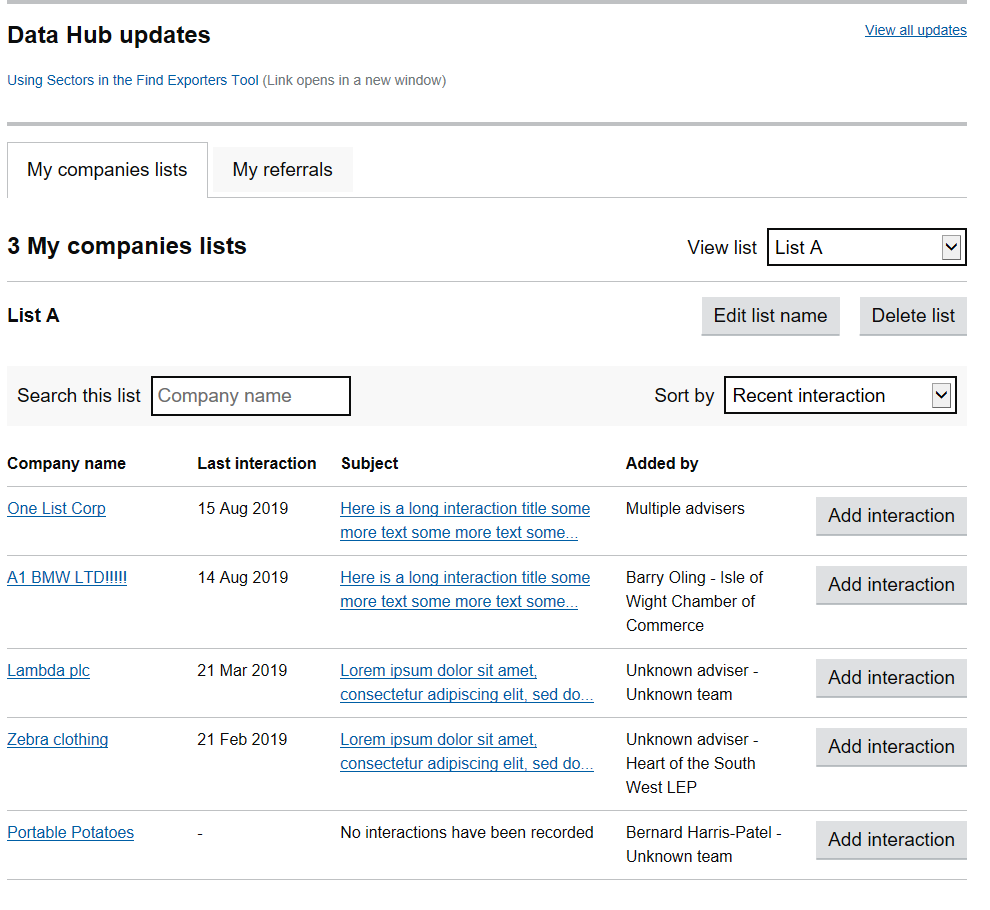 Data Hub updates
View all updates
Using Sectors in the Find Exporters Tool (Link opens in a new window)
My companies lists
My referrals
3 My companies lists
View list
List A
List A
Edit list name
Delete list
Search this list
Company name
Sort by
Recent interaction
Company name
Last interaction
Subject
Added by
One List Corp
15 Aug 2019
Here is a long interaction title some
more text some more text some...
Multiple advisers
Add interaction
A1 BMW LTD!!!!!
14 Aug 2019
Here is a long interaction title some
more text some more text some...
Barry Oling - Isle of
Wight Chamber of
Commerce
Add interaction
Lambda plc
21 Mar 2019
Lorem ipsum dolor sit amet,
consectetur adipiscing elit, sed do...
Unknown adviser -
Unknown team
Add interaction
Zebra clothing
21 Feb 2019
Lorem ipsum dolor sit amet,
consectetur adipiscing elit, sed do...
Unknown adviser -
Heart of the South
West LEP
Add interaction
Portable Potatoes
-
No interactions have been recorded
Bernard Harris-Patel -
Unknown team
Add interaction